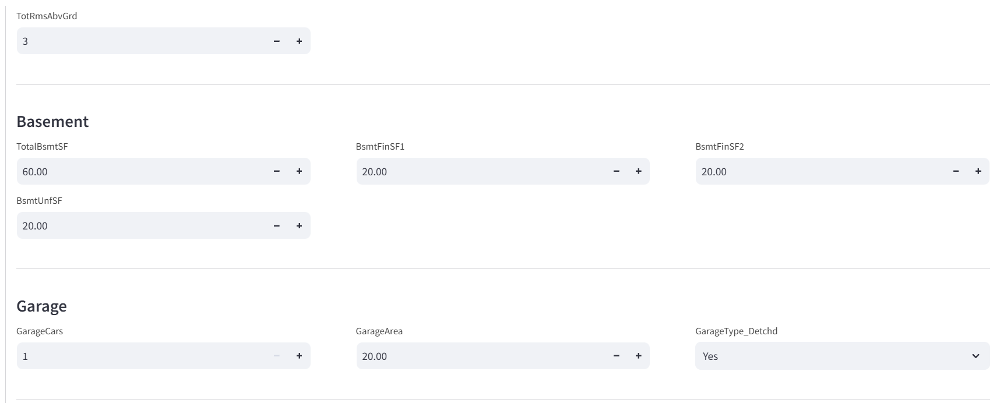 TotRmsAbvGrd
3
Basement
TotalBsmtSF BsmtFinSF1 BsmtFinSF2
60.00 20.00 20.00
BsmtUnfSF
20.00
Garage
GarageCars GarageArea GarageType_Detchd
1 20.00 Yes